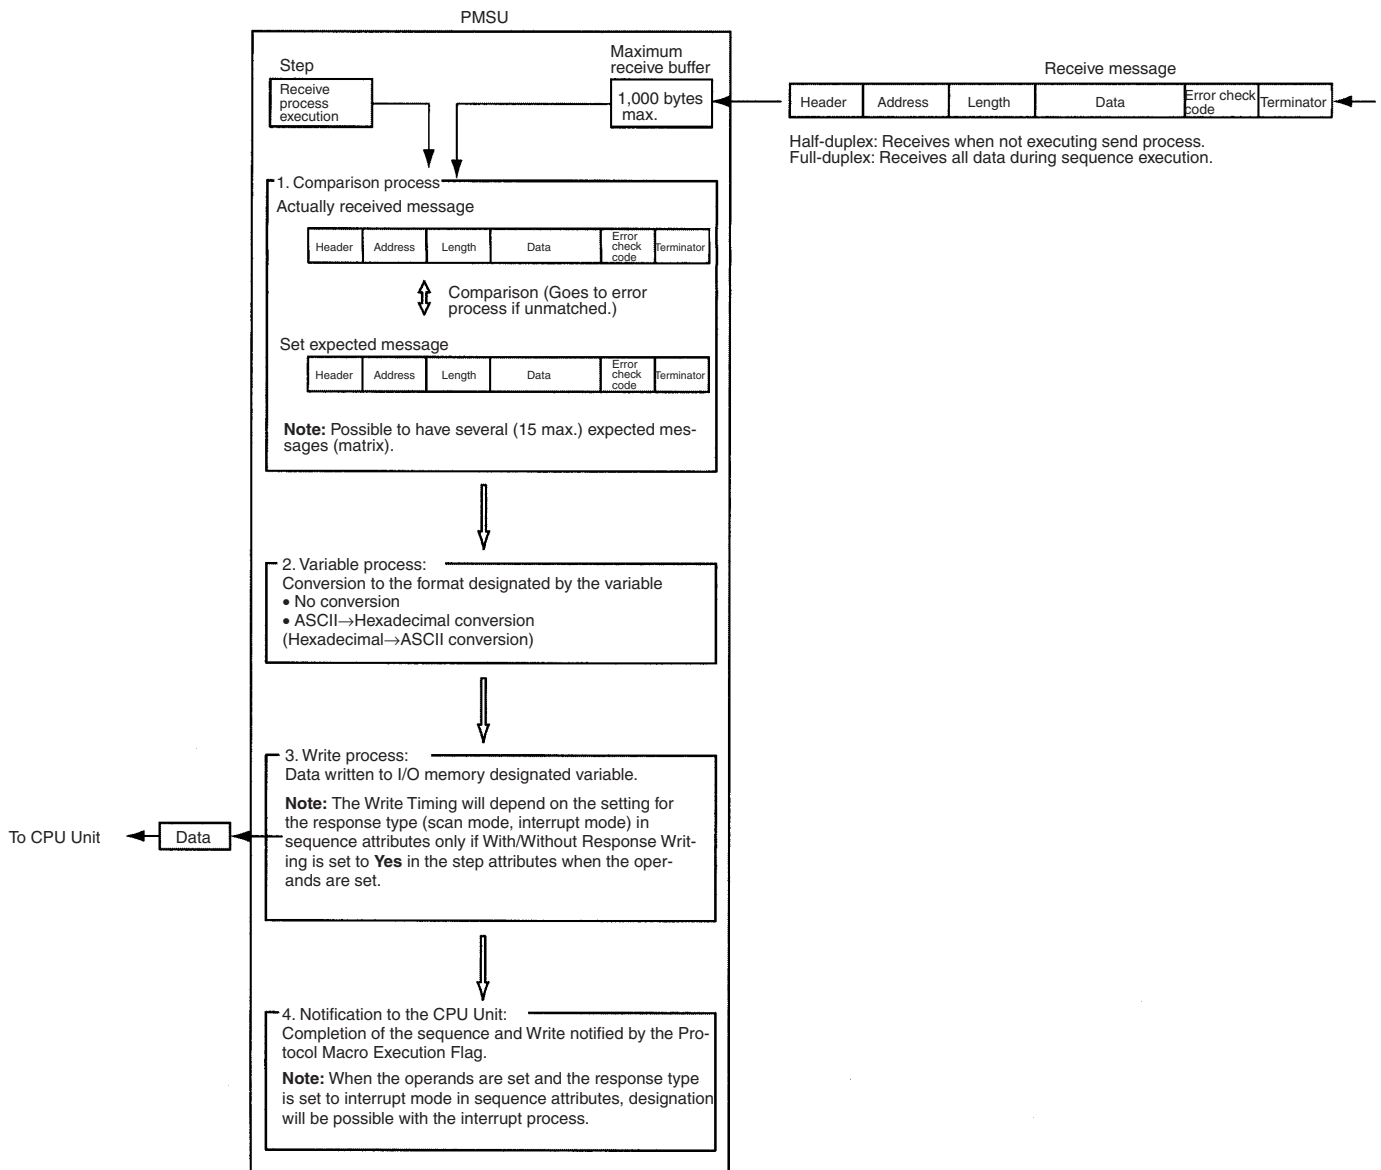 PMSU
Step
Receive
process
execution
Maximum
receive buffer
1,000 bytes
max.
Receive message
Header Address Length Data Error check code Terminator
Half-duplex: Receives when not executing send process.
Full-duplex: Receives all data during sequence execution.
1. Comparison process
Actually received message
Header Address Length Data Error check code Terminator
Comparison (Goes to error
process if unmatched.)
Set expected message
Header Address Length Data Error check code Terminator
Note: Possible to have several (15 max.) expected mes-
sages (matrix).
2. Variable process:
Conversion to the format designated by the variable
• No conversion
• ASCII→Hexadecimal conversion
(Hexadecimal→ASCII conversion)
3. Write process:
Data written to I/O memory designated variable.
Note: The Write Timing will depend on the setting for
the response type (scan mode, interrupt mode) in
sequence attributes only if With/Without Response Writ-
ing is set to Yes in the step attributes when the oper-
ands are set.
To CPU Unit
Data
4. Notification to the CPU Unit:
Completion of the sequence and Write notified by the Pro-
tocol Macro Execution Flag.
Note: When the operands are set and the response type
is set to interrupt mode in sequence attributes, designation
will be possible with the interrupt process.